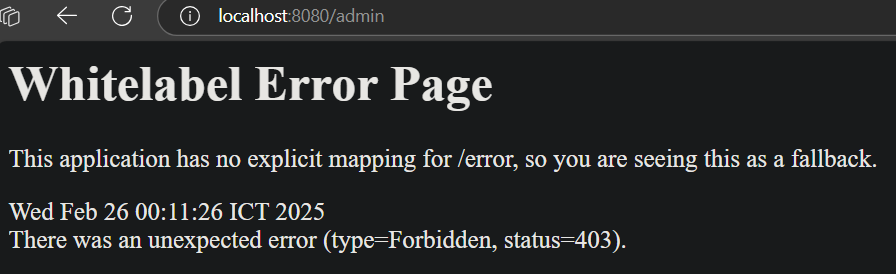 localhost:8080/admin
Whitelabel Error Page
This application has no explicit mapping for /error, so you are seeing this as a fallback.
Wed Feb 26 00:11:26 ICT 2025
There was an unexpected error (type=Forbidden, status=403).